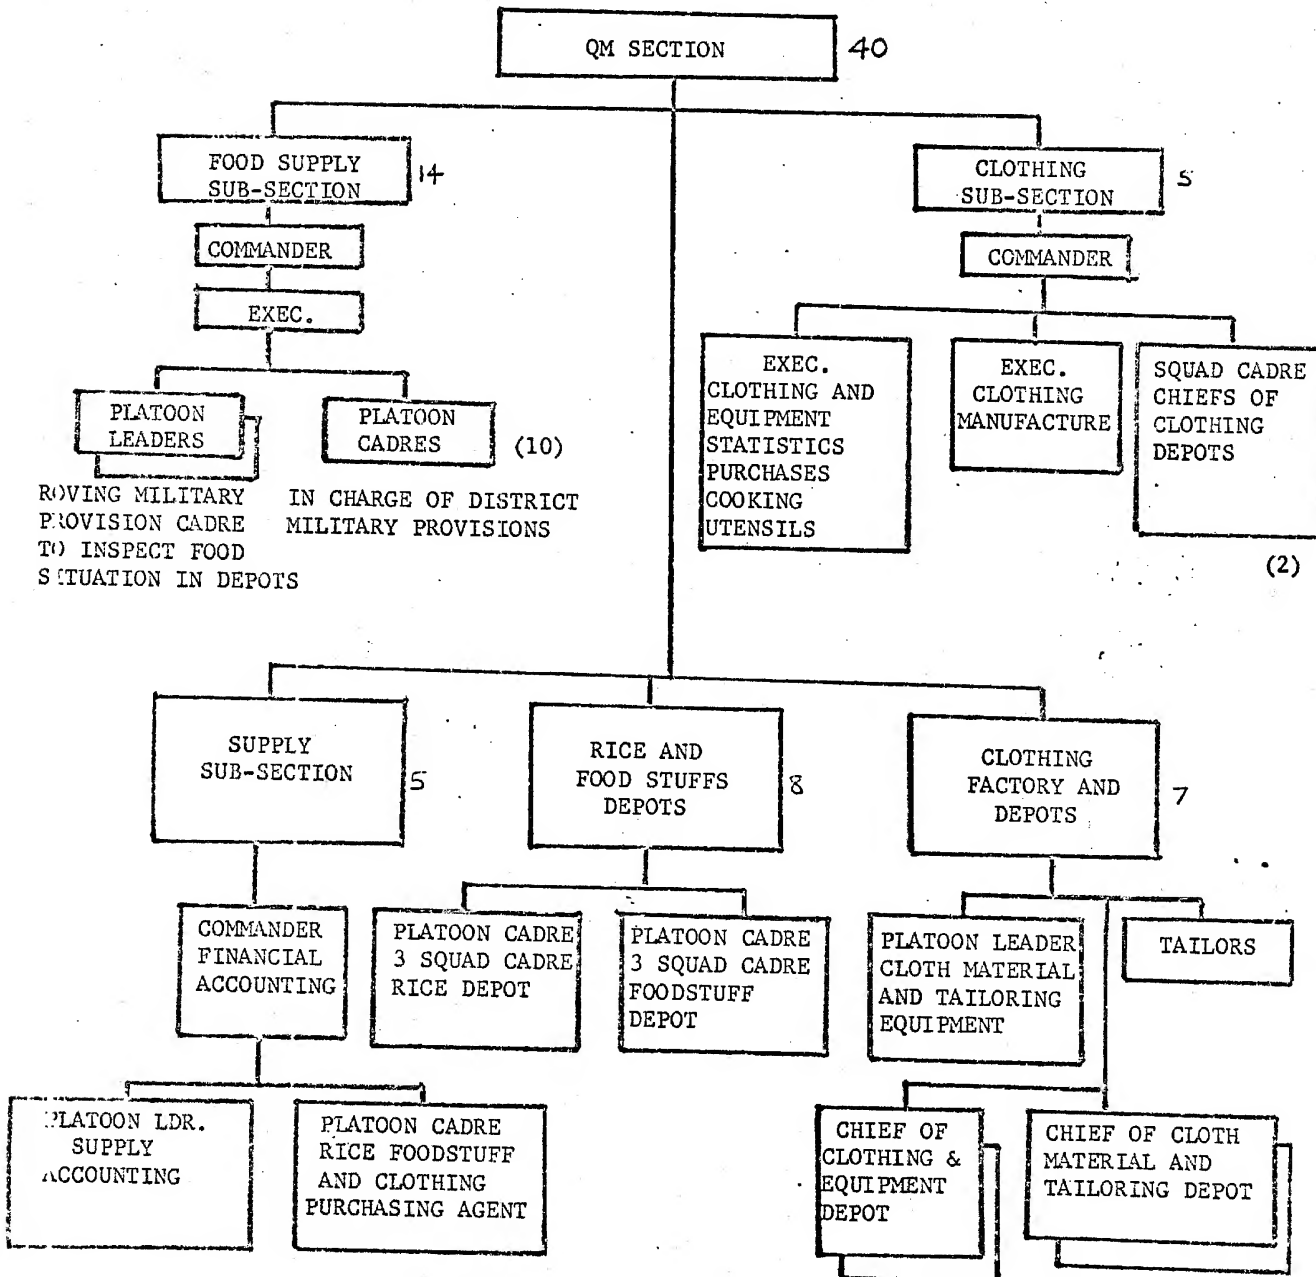 QM SECTION 40
FOOD SUPPLY
SUB-SECTION
14
COMMANDER
EXEC.
PLATOON
LEADERS
PLATOON
CADRES
(10)
ROVING MILITARY
PROVISION CADRE
TO INSPECT FOOD
SITUATION IN DEPOTS
IN CHARGE OF DISTRICT
MILITARY PROVISIONS
CLOTHING
SUB-SECTION
5
COMMANDER
EXEC.
CLOTHING AND
EQUIPMENT
STATISTICS
PURCHASES
COOKING
UTENSILS
EXEC.
CLOTHING
MANUFACTURE
SQUAD CADRE
CHIEFS OF
CLOTHING
DEPOTS
(2)
SUPPLY
SUB-SECTION
5
RICE AND
FOOD STUFFS
DEPOTS
8
CLOTHING
FACTORY AND
DEPOTS
7
COMMANDER
FINANCIAL
ACCOUNTING
PLATOON CADRE
3 SQUAD CADRE
RICE DEPOT
PLATOON CADRE
3 SQUAD CADRE
FOODSTUFF
DEPOT
PLATOON LEADER
CLOTH MATERIAL
AND TAILORING
EQUIPMENT
TAILORS
PLATOON LDR.
SUPPLY
ACCOUNTING
PLATOON CADRE
RICE FOODSTUFF
AND CLOTHING
PURCHASING AGENT
CHIEF OF
CLOTHING &
EQUIPMENT
DEPOT
CHIEF OF CLOTH
MATERIAL AND
TAILORING DEPOT